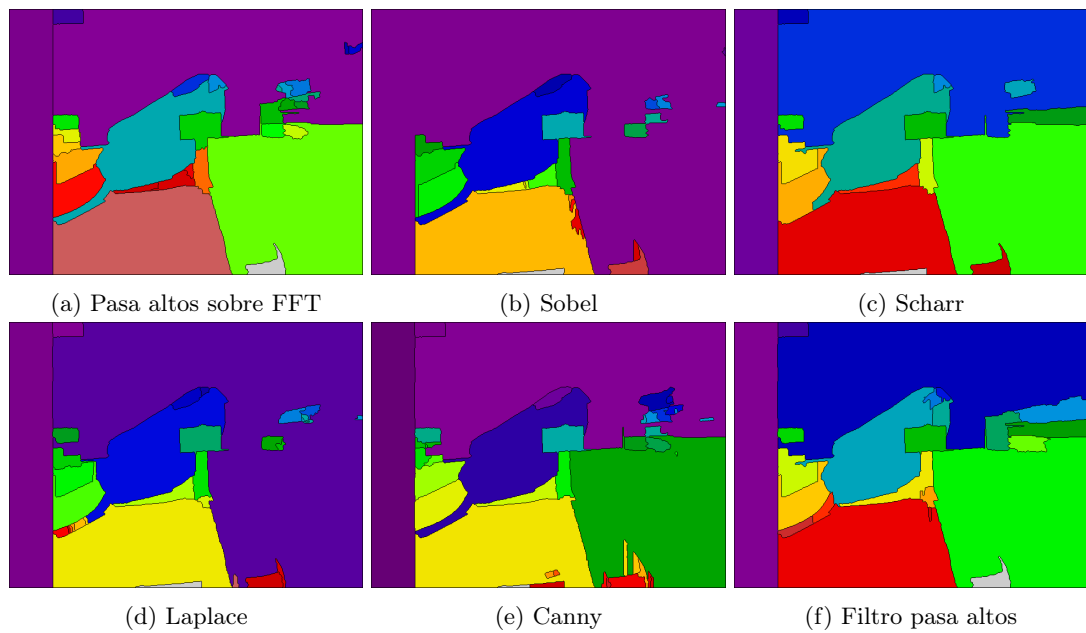 (a) Pasa altos sobre FFT
(b) Sobel
(c) Scharr
(d) Laplace
(e) Canny
(f) Filtro pasa altos